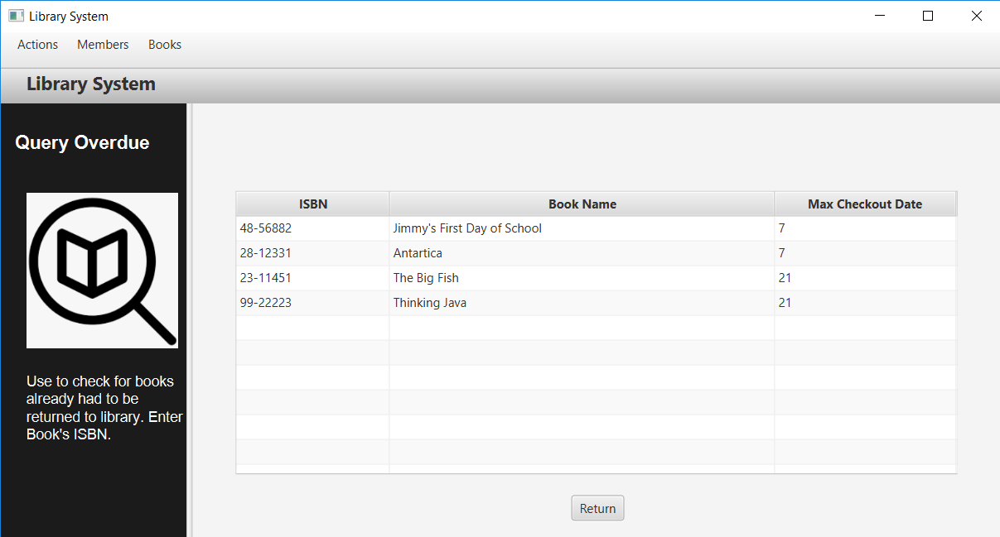 Library System
Actions Members Books
Library System
Query Overdue
Use to check for books
already had to be
returned to library. Enter
Book's ISBN.
ISBN Book Name Max Checkout Date
48-56882 Jimmy's First Day of School 7
28-12331 Antartica 7
23-11451 The Big Fish 21
99-22223 Thinking Java 21
Return